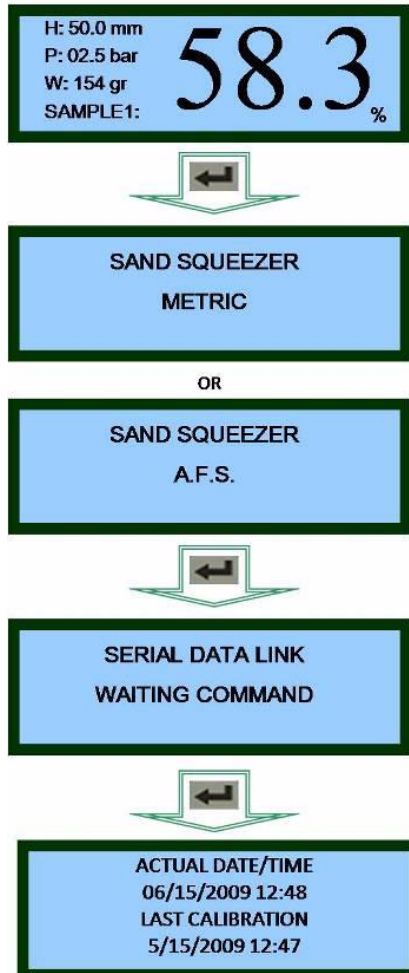 H: 50.0 mm
P: 02.5 bar
W: 154 gr
SAMPLE1:
58.3%
SAND SQUEEZER
METRIC
OR
SAND SQUEEZER
A.F.S.
SERIAL DATA LINK
WAITING COMMAND
ACTUAL DATE/TIME
06/15/2009 12:48
LAST CALIBRATION
5/15/2009 12:47